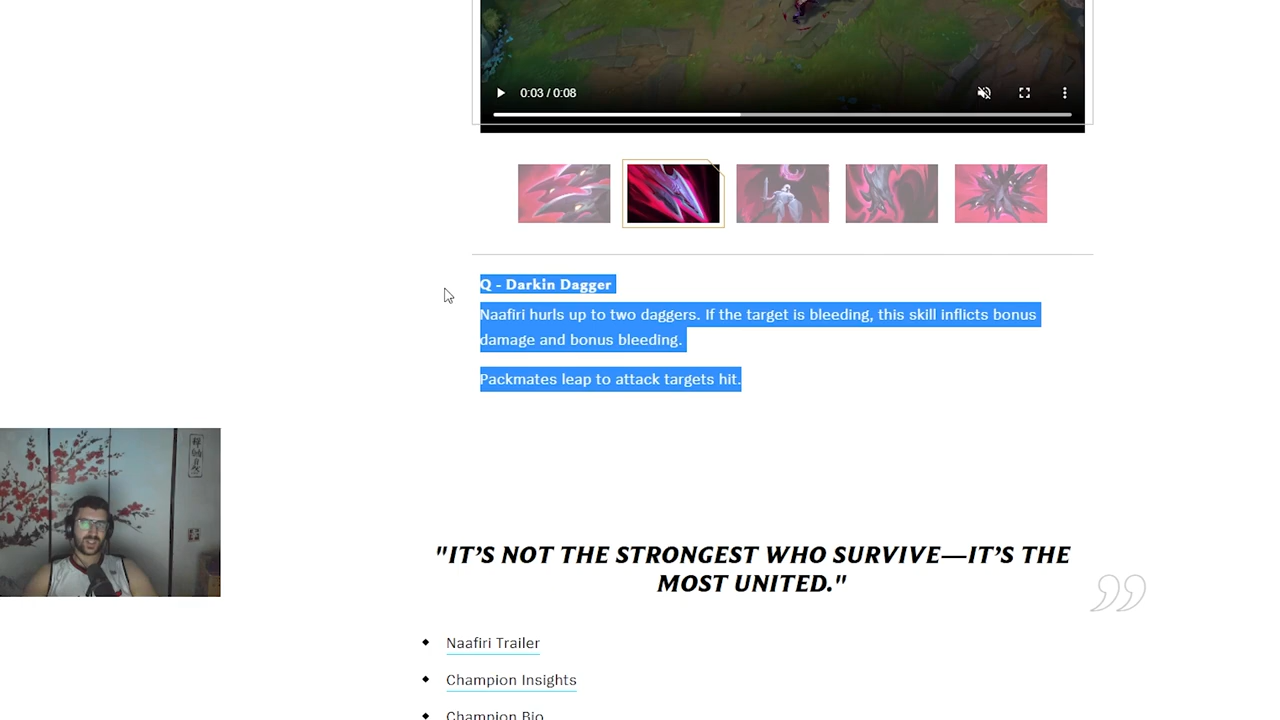 0:03 / 0:08
Q - Darkin Dagger
Naafiri hurls up to two daggers. If the target is bleeding, this skill inflicts bonus
damage and bonus bleeding.
Packmates leap to attack targets hit.
"IT'S NOT THE STRONGEST WHO SURVIVE—IT'S THE
MOST UNITED."
Naafiri Trailer
Champion Insights
Champion Bio